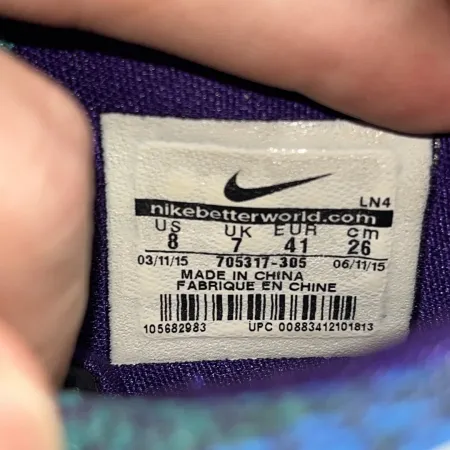 LN4
nikebetterworld.com
US UK EUR cm
8 7 41 26
03/11/15 705317-305 06/11/15
MADE IN CHINA
FABRIQUE EN CHINE
105682983 UPC 00883412101813